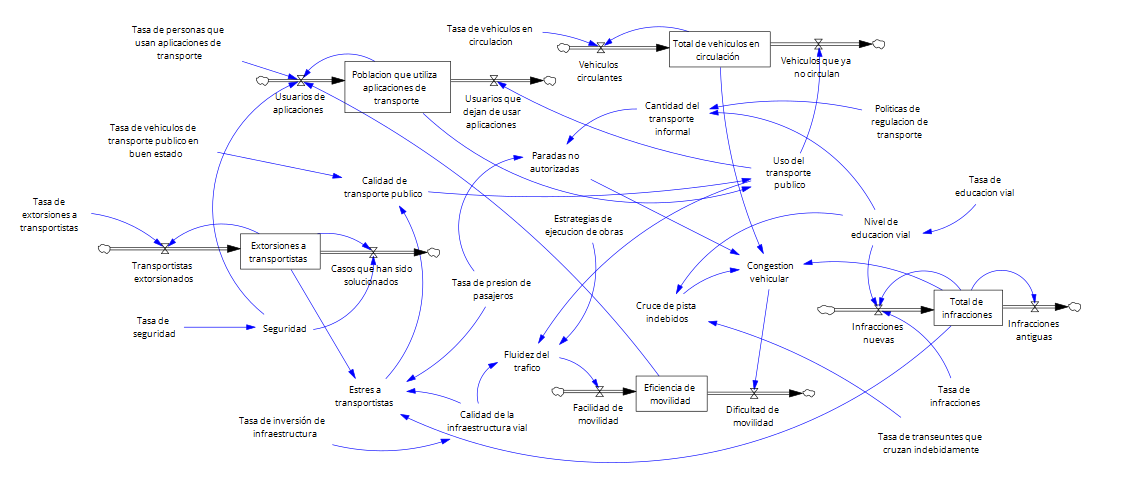 Tasa de personas que
usan aplicaciones de
transporte
Tasa de vehiculos en
circulacion
Vehiculos
circulantes
Total de vehiculos en
circulación
Vehiculos que ya
no circulan
Usuarios de
aplicaciones
Poblacion que utiliza
aplicaciones de
transporte
Usuarios que
dejan de usar
aplicaciones
Cantidad del
transporte
informal
Politicas de
regulacion de
transporte
Tasa de vehiculos de
transporte publico en
buen estado
Paradas no
autorizadas
Uso del
transporte
publico
Calidad de
transporte publico
Tasa de
educacion vial
Tasa de
extorsiones a
transportistas
Estrategias de
ejecucion de obras
Nivel de
educacion vial
Transportistas
extorsionados
Extorsiones a
transportistas
Casos que han sido
solucionados
Congestion
vehicular
Tasa de presion de
pasajeros
Cruce de pista
indebidos
Total de
infracciones
Infracciones
nuevas
Infracciones
antiguas
Tasa de
seguridad
Seguridad
Fluidez del
trafico
Estres a
transportistas
Eficiencia de
movilidad
Facilidad de
movilidad
Dificultad de
movilidad
Tasa de
infracciones
Tasa de inversión de
infraestructura
Calidad de la
infraestructura vial
Tasa de transeuntes que
cruzan indebidamente